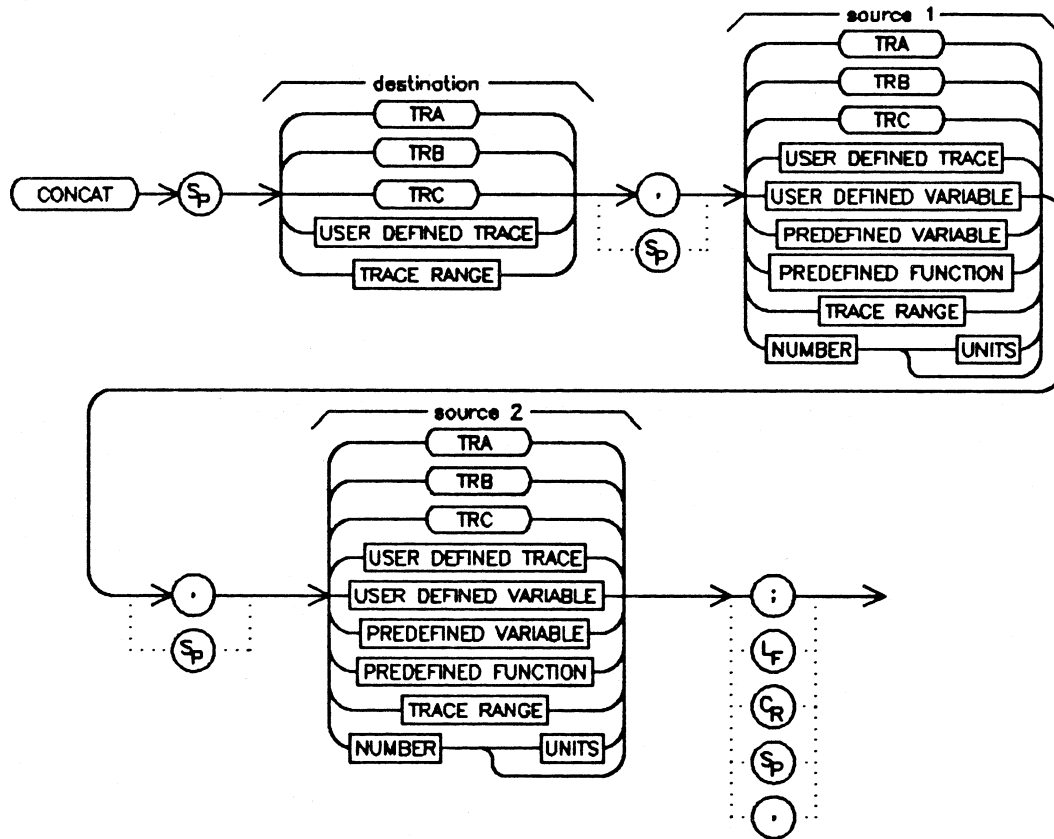 source 1
TRA
TRB
TRC
USER DEFINED TRACE
USER DEFINED VARIABLE
PREDEFINED VARIABLE
PREDEFINED FUNCTION
TRACE RANGE
NUMBER UNITS
destination
TRA
TRB
TRC
USER DEFINED TRACE
TRACE RANGE
CONCAT SP
,
SP
source 2
TRA
TRB
TRC
USER DEFINED TRACE
USER DEFINED VARIABLE
PREDEFINED VARIABLE
PREDEFINED FUNCTION
TRACE RANGE
NUMBER UNITS
,
SP
;
LF
CR
SP
,